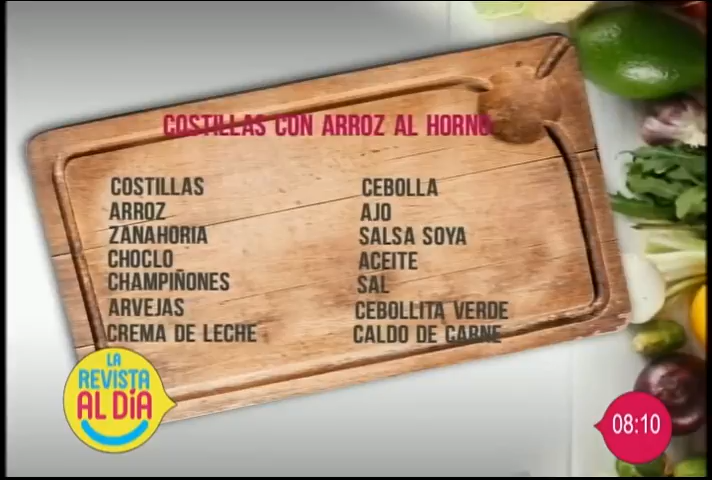 COSTILLAS CON ARROZ AL HORNO
COSTILLAS
ARROZ
ZANAHORIA
CHOCLO
CHAMPIÑONES
ARVEJAS
CREMA DE LECHE
CEBOLLA
AJO
SALSA SOYA
ACEITE
SAL
CEBOLLITA VERDE
CALDO DE CARNE
LA
REVISTA
AL DÍA
08:10